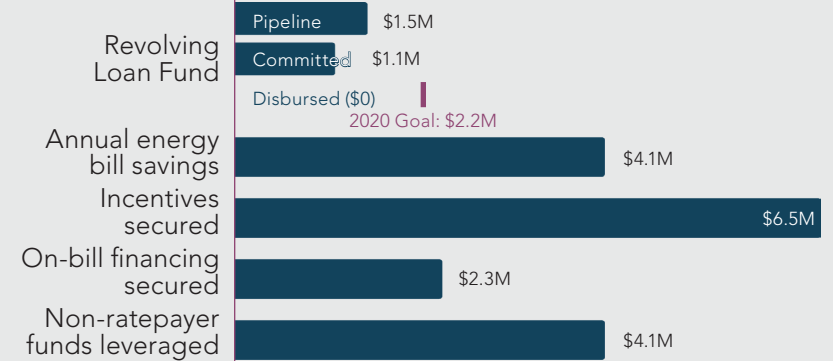 Revolving
Loan Fund
Pipeline $1.5M
Committed $1.1M
Disbursed ($0)
2020 Goal: $2.2M
Annual energy
bill savings
$4.1M
Incentives
secured
$6.5M
On-bill financing
secured
$2.3M
Non-ratepayer
funds leveraged
$4.1M